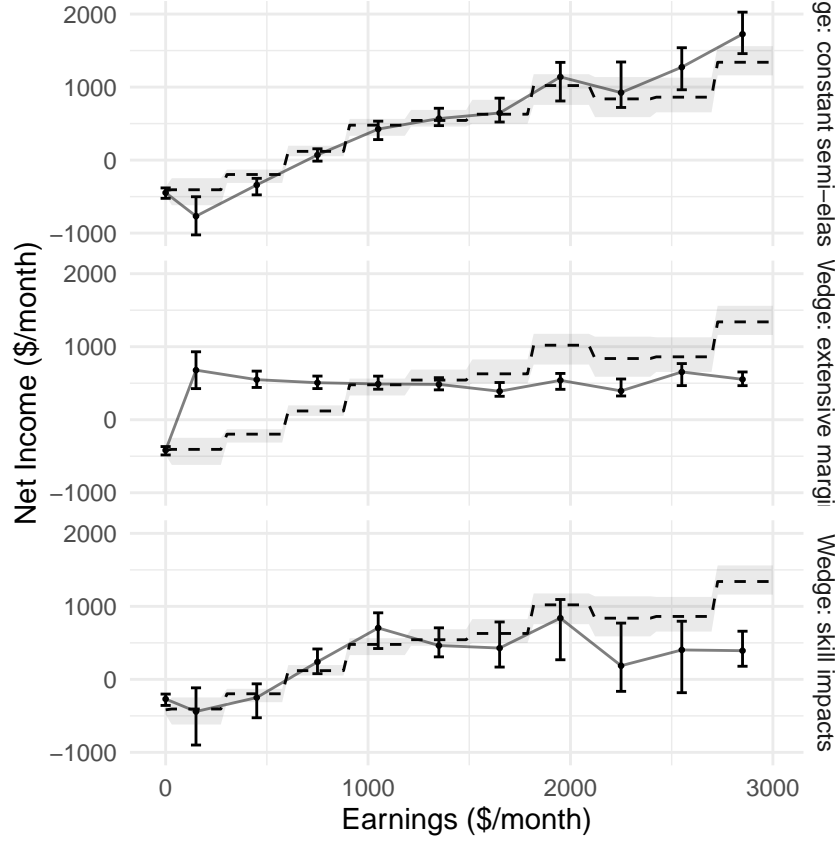 2000
1000
0
−1000
ge: constant semi−elas
2000
1000
0
−1000
Wedge: extensive margi
2000
1000
0
−1000
Wedge: skill impacts
Net Income ($/month)
0 1000 2000 3000
Earnings ($/month)